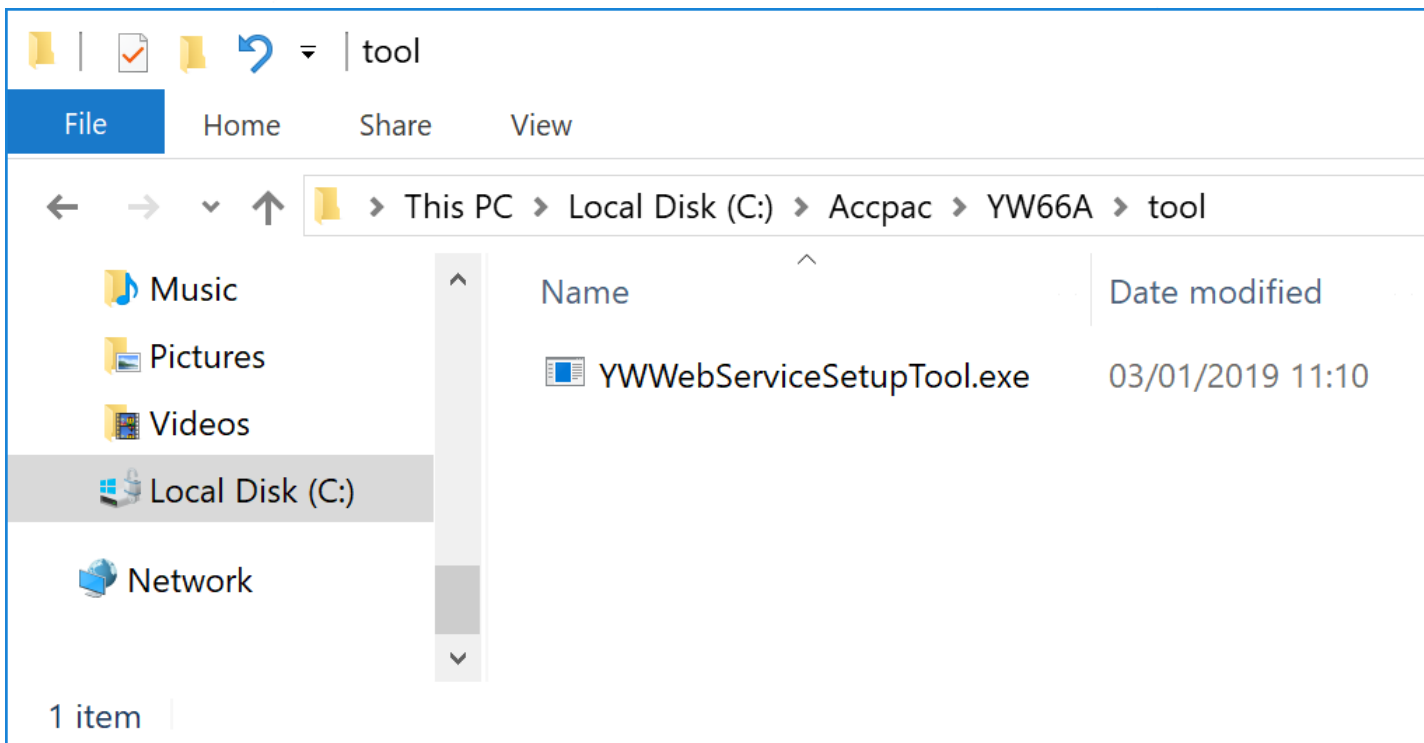 tool
File Home Share View
This PC > Local Disk (C:) > Accpac > YW66A > tool
Name Date modified
Music
YWWebServiceSetupTool.exe 03/01/2019 11:10
Pictures
Videos
Local Disk (C:)
Network
1 item